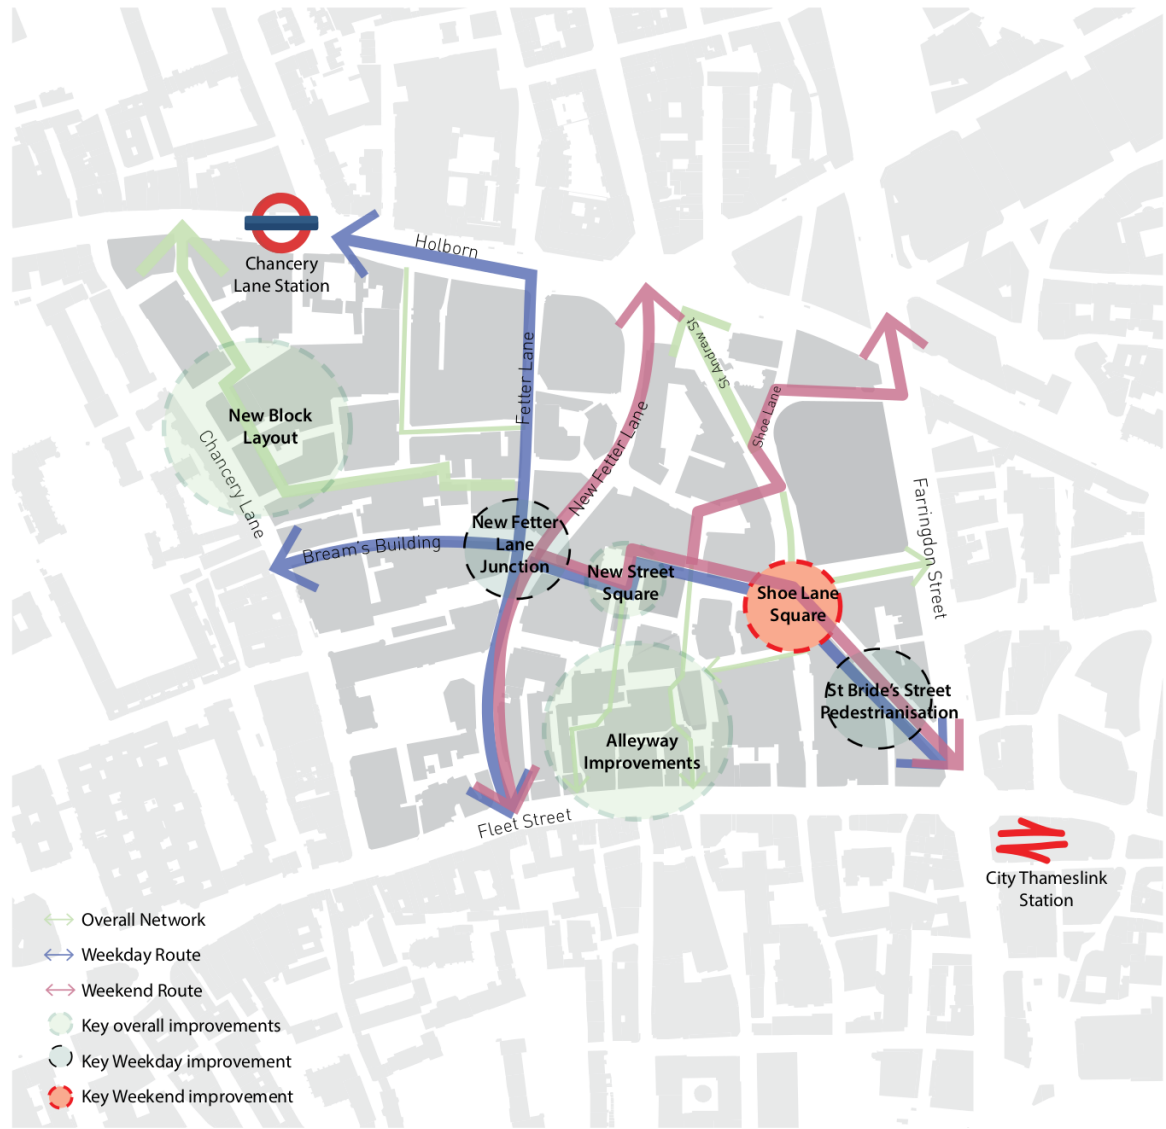 Holborn
Chancery
Lane Station
St Andrew St
Fetter Lane
Shoe Lane
New Block
Layout
New Fetter Lane
Chancery Lane
Farringdon Street
New Fetter
Lane
Junction
Bream's Building
New Street
Square
Shoe Lane
Square
St Bride's Street
Pedestrianisation
Alleyway
Improvements
Fleet Street
City Thameslink
Station
Overall Network
Weekday Route
Weekend Route
Key overall improvements
Key Weekday improvement
Key Weekend improvement